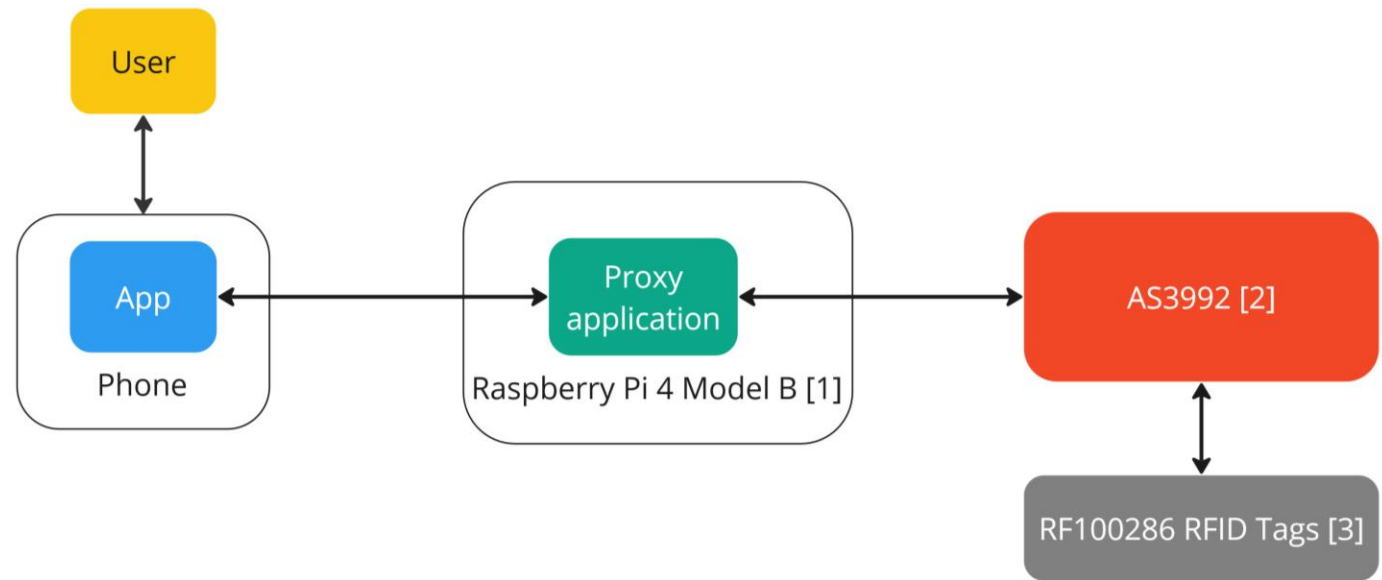 User
App
Phone
Proxy
application
Raspberry Pi 4 Model B [1]
AS3992 [2]
RF100286 RFID Tags [3]